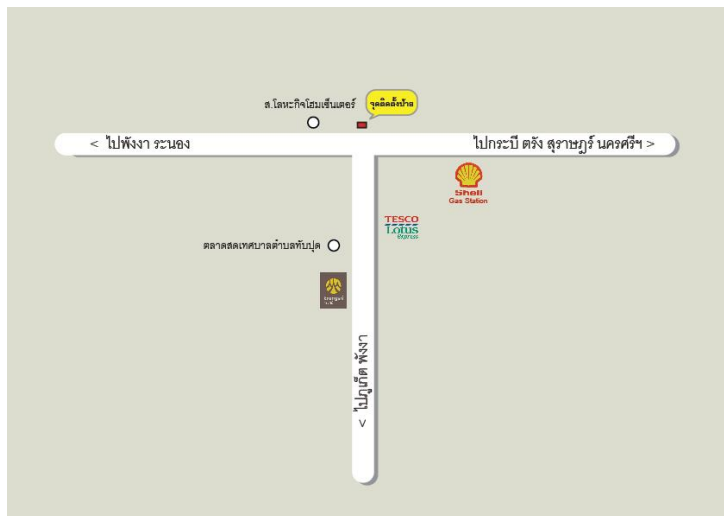 ส.โลหะกิจโฮมเซ็นเตอร์
จุดติดตั้งป้าย
< ไปพังงา ระนอง
ไปกระบี่ ตรัง สุราษฎร์ นครศรีฯ >
Shell
Gas Station
TESCO
Lotus
express
ตลาดสดเทศบาลตำบลทับปุด
< ไปภูเก็ต พังงา